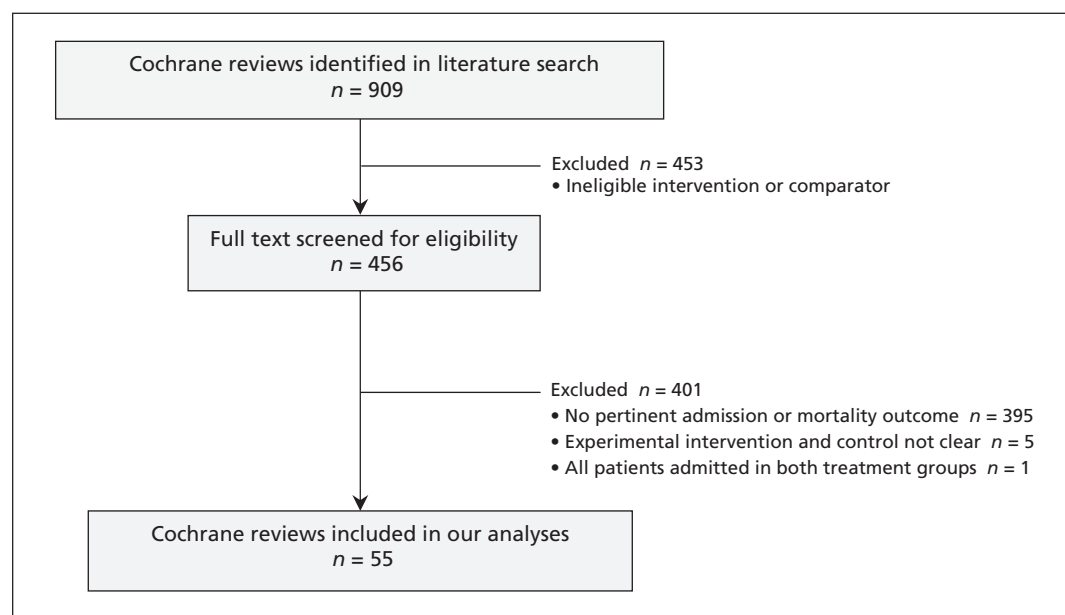 Cochrane reviews identified in literature search
n = 909
Excluded n = 453
• Ineligible intervention or comparator
Full text screened for eligibility
n = 456
Excluded n = 401
• No pertinent admission or mortality outcome n = 395
• Experimental intervention and control not clear n = 5
• All patients admitted in both treatment groups n = 1
Cochrane reviews included in our analyses
n = 55